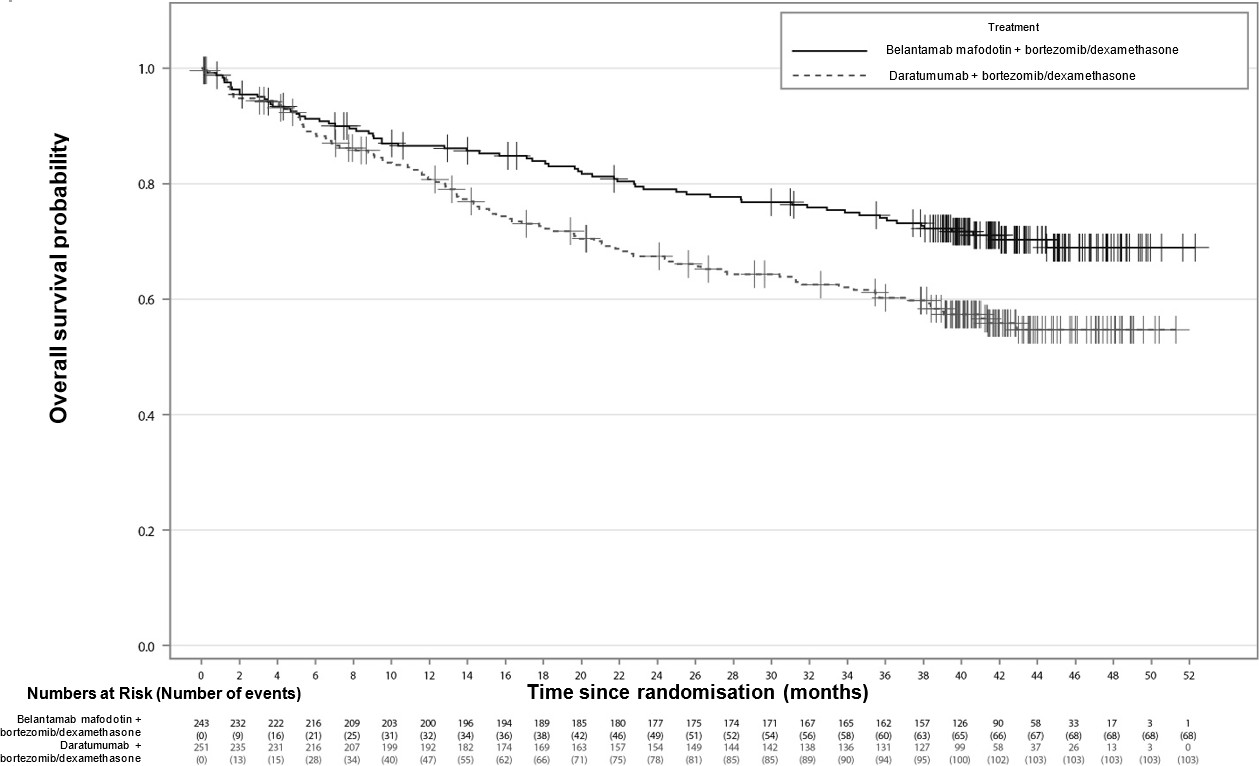 Treatment
Belantamab mafodotin + bortezomib/dexamethasone
Daratumumab + bortezomib/dexamethasone
Overall survival probability
1.0
0.8
0.6
0.4
0.2
0.0
0 2 4 6 8 10 12 14 16 18 20 22 24 26 28 30 32 34 36 38 40 42 44 46 48 50 52
Numbers at Risk (Number of events)
Time since randomisation (months)
Belantamab mafodotin + 243 232 222 216 209 203 200 196 194 189 185 180 177 175 174 171 167 165 162 157 126 90 58 33 17 3 1
bortezomib/dexamethasone (0) (9) (16) (21) (25) (31) (32) (34) (36) (38) (42) (46) (49) (51) (52) (54) (56) (58) (60) (63) (65) (66) (67) (68) (68) (68) (68)
Daratumumab + 251 235 231 216 207 199 192 182 174 169 163 157 154 149 144 142 138 136 131 127 99 58 37 26 13 3 0
bortezomib/dexamethasone (0) (13) (15) (28) (34) (40) (47) (55) (62) (66) (71) (75) (78) (81) (85) (85) (89) (90) (94) (95) (100) (102) (103) (103) (103) (103) (103)